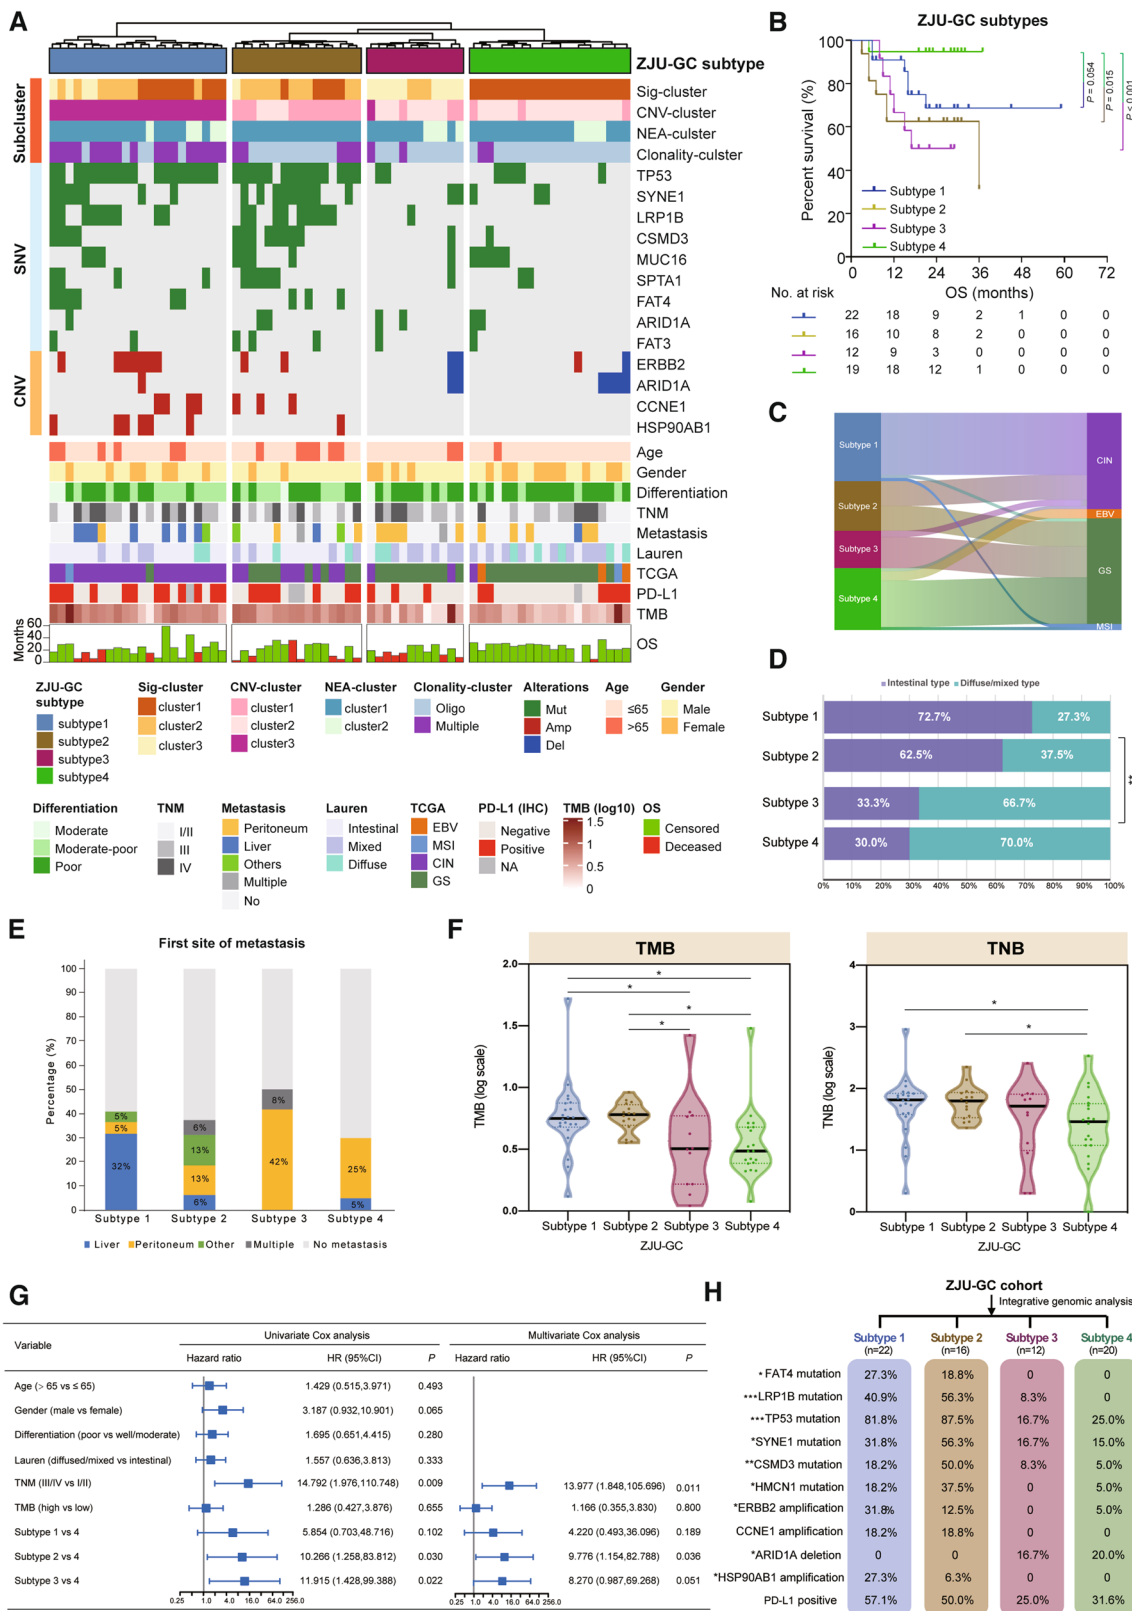 A
ZJU-GC subtype
Subcluster
Sig-cluster
CNV-cluster
NEA-culster
Clonality-culster
SNV
TP53
SYNE1
LRP1B
CSMD3
MUC16
SPTA1
FAT4
ARID1A
FAT3
CNV
ERBB2
ARID1A
CCNE1
HSP90AB1
Age
Gender
Differentiation
TNM
Metastasis
Lauren
TCGA
PD-L1
TMB
Months
60
40
20
0
OS
ZJU-GC subtype
subtype1
subtype2
subtype3
subtype4
Sig-cluster
cluster1
cluster2
cluster3
CNV-cluster
cluster1
cluster2
cluster3
NEA-cluster
cluster1
cluster2
Clonality-cluster
Oligo
Multiple
Alterations
Mut
Amp
Del
Age
≤65
>65
Gender
Male
Female
Differentiation
Moderate
Moderate-poor
Poor
TNM
I/II
III
IV
Metastasis
Peritoneum
Liver
Others
Multiple
No
Lauren
Intestinal
Mixed
Diffuse
TCGA
EBV
MSI
CIN
GS
PD-L1 (IHC)
Negative
Positive
NA
TMB (log10)
1.5
1
0.5
0
OS
Censored
Deceased
B
ZJU-GC subtypes
Percent survival (%)
100
80
60
40
20
0
Subtype 1
Subtype 2
Subtype 3
Subtype 4
P = 0.054
P = 0.015
P < 0.001
0 12 24 36 48 60 72
OS (months)
No. at risk
22 18 9 2 1 0 0
16 10 8 2 0 0 0
12 9 3 0 0 0 0
19 18 12 1 0 0 0
C
Subtype 1
Subtype 2
Subtype 3
Subtype 4
CIN
EBV
GS
MSI
D
Intestinal type Diffuse/mixed type
Subtype 1 72.7% 27.3%
Subtype 2 62.5% 37.5%
Subtype 3 33.3% 66.7%
Subtype 4 30.0% 70.0%
**
0% 10% 20% 30% 40% 50% 60% 70% 80% 90% 100%
E
First site of metastasis
Percentage (%)
100
90
80
70
60
50
40
30
20
10
0
5%
5%
32%
6%
13%
13%
6%
8%
42%
25%
5%
Subtype 1 Subtype 2 Subtype 3 Subtype 4
Liver Peritoneum Other Multiple No metastasis
F
TMB
TMB (log scale)
2.0
1.5
1.0
0.5
0.0
*
*
*
*
Subtype 1 Subtype 2 Subtype 3 Subtype 4
ZJU-GC
TNB
TNB (log scale)
4
3
2
1
0
*
*
Subtype 1 Subtype 2 Subtype 3 Subtype 4
ZJU-GC
G
Univariate Cox analysis Multivariate Cox analysis
Variable Hazard ratio HR (95%CI) P Hazard ratio HR (95%CI) P
Age (> 65 vs ≤ 65) 1.429 (0.515,3.971) 0.493
Gender (male vs female) 3.187 (0.932,10.901) 0.065
Differentiation (poor vs well/moderate) 1.695 (0.651,4.415) 0.280
Lauren (diffused/mixed vs intestinal) 1.557 (0.636,3.813) 0.333
TNM (III/IV vs I/II) 14.792 (1.976,110.748) 0.009 13.977 (1.848,105.696) 0.011
TMB (high vs low) 1.286 (0.427,3.876) 0.655 1.166 (0.355,3.830) 0.800
Subtype 1 vs 4 5.854 (0.703,48.716) 0.102 4.220 (0.493,36.096) 0.189
Subtype 2 vs 4 10.266 (1.258,83.812) 0.030 9.776 (1.154,82.788) 0.036
Subtype 3 vs 4 11.915 (1.428,99.388) 0.022 8.270 (0.987,69.268) 0.051
0.25 1.0 4.0 16.0 64.0 256.0 0.25 1.0 4.0 16.0 64.0 256.0
H
ZJU-GC cohort
Integrative genomic analysis
Subtype 1 Subtype 2 Subtype 3 Subtype 4
(n=22) (n=16) (n=12) (n=20)
*FAT4 mutation 27.3% 18.8% 0 0
***LRP1B mutation 40.9% 56.3% 8.3% 0
***TP53 mutation 81.8% 87.5% 16.7% 25.0%
*SYNE1 mutation 31.8% 56.3% 16.7% 15.0%
**CSMD3 mutation 18.2% 50.0% 8.3% 5.0%
*HMCN1 mutation 18.2% 37.5% 0 5.0%
*ERBB2 amplification 31.8% 12.5% 0 5.0%
CCNE1 amplification 18.2% 18.8% 0 0
*ARID1A deletion 0 0 16.7% 20.0%
*HSP90AB1 amplification 27.3% 6.3% 0 0
PD-L1 positive 57.1% 50.0% 25.0% 31.6%